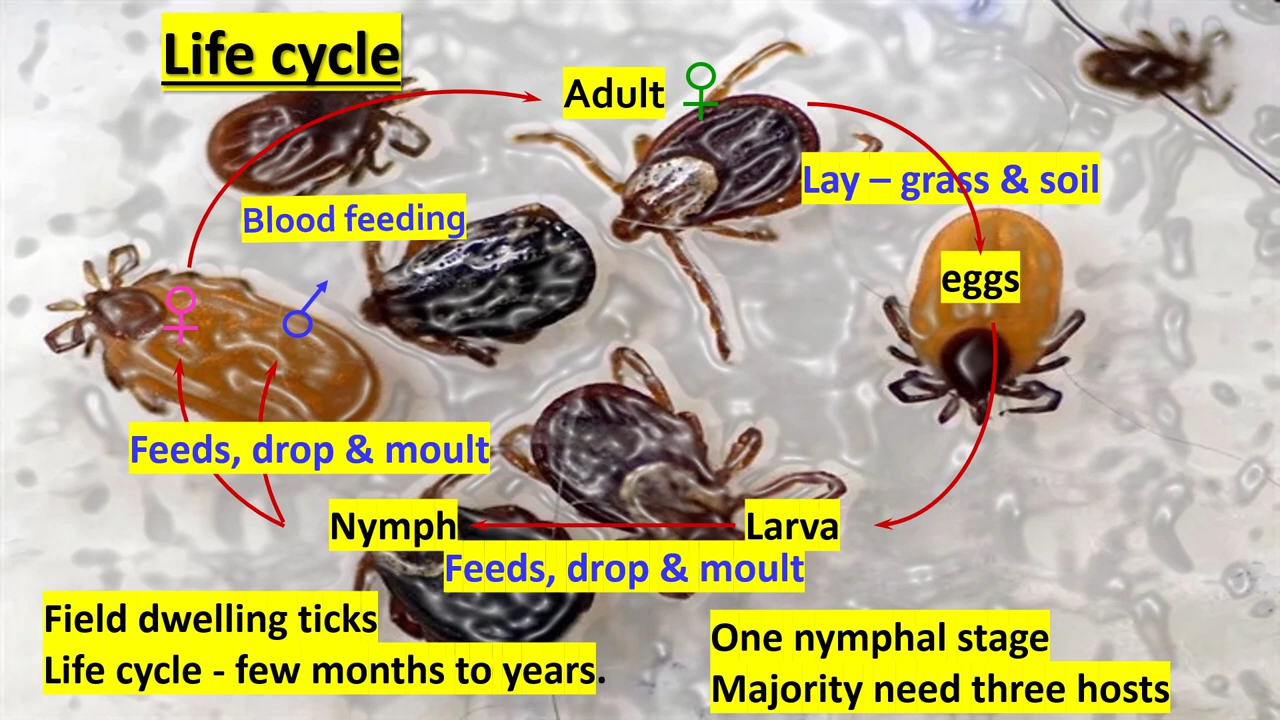 Life cycle
Adult ♀
Lay – grass & soil
Blood feeding
eggs
♀ ♂
Feeds, drop & moult
Nymph
Larva
Feeds, drop & moult
Field dwelling ticks
Life cycle - few months to years.
One nymphal stage
Majority need three hosts